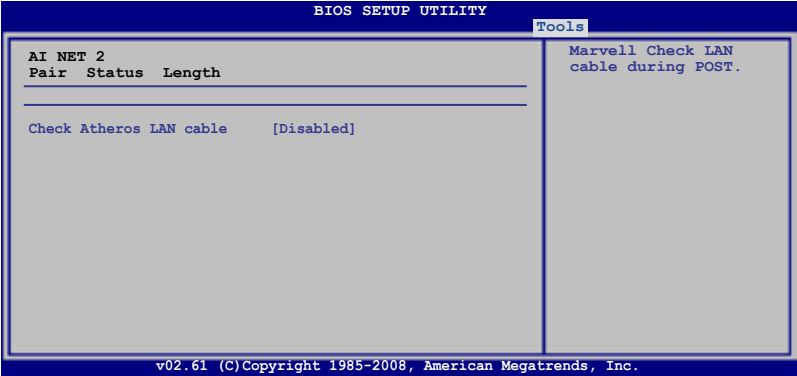 BIOS SETUP UTILITY
Tools
AI NET 2
Pair Status Length
Check Atheros LAN cable [Disabled]
Marvell Check LAN
cable during POST.
v02.61 (C)Copyright 1985-2008, American Megatrends, Inc.